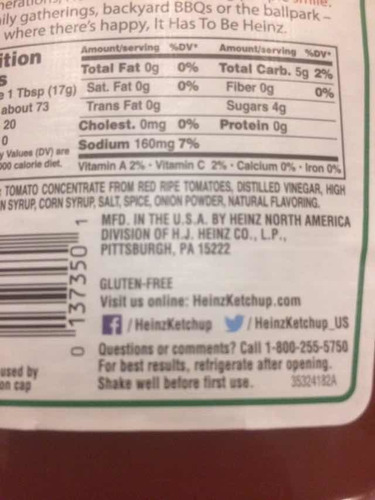 smile.
ily gatherings, backyard BBQs or the ballpark –
where there's happy, It Has To Be Heinz.
ition
Amount/serving %DV* Amount/serving %DV*
Total Fat 0g 0% Total Carb. 5g 2%
e 1 Tbsp (17g) Sat. Fat 0g 0% Fiber 0g 0%
about 73 Trans Fat 0g Sugars 4g
20 Cholest. 0mg 0% Protein 0g
0 Sodium 160mg 7%
y Values (DV) are
000 calorie diet. Vitamin A 2% • Vitamin C 2% • Calcium 0% • Iron 0%
: TOMATO CONCENTRATE FROM RED RIPE TOMATOES, DISTILLED VINEGAR, HIGH
N SYRUP, CORN SYRUP, SALT, SPICE, ONION POWDER, NATURAL FLAVORING.
MFD. IN THE U.S.A. BY HEINZ NORTH AMERICA
DIVISION OF H.J. HEINZ CO., L.P.,
PITTSBURGH, PA 15222
0 137350 1
GLUTEN-FREE
Visit us online: HeinzKetchup.com
f /HeinzKetchup /HeinzKetchup_US
Questions or comments? Call 1-800-255-5750
used by For best results, refrigerate after opening.
on cap Shake well before first use. 35324182A